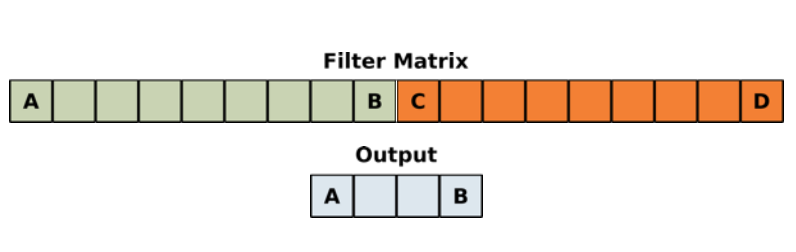 Filter Matrix
A B C D
Output
A B